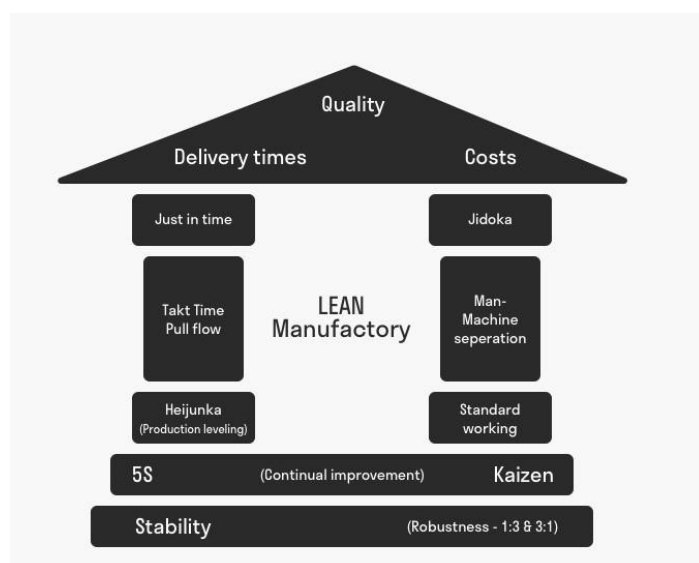 Quality
Delivery times Costs
Just in time
Jidoka
Takt Time
Pull flow
LEAN
Manufactory
Man-
Machine
seperation
Heijunka
(Production leveling)
Standard
working
5S (Continual improvement) Kaizen
Stability (Robustness - 1:3 & 3:1)